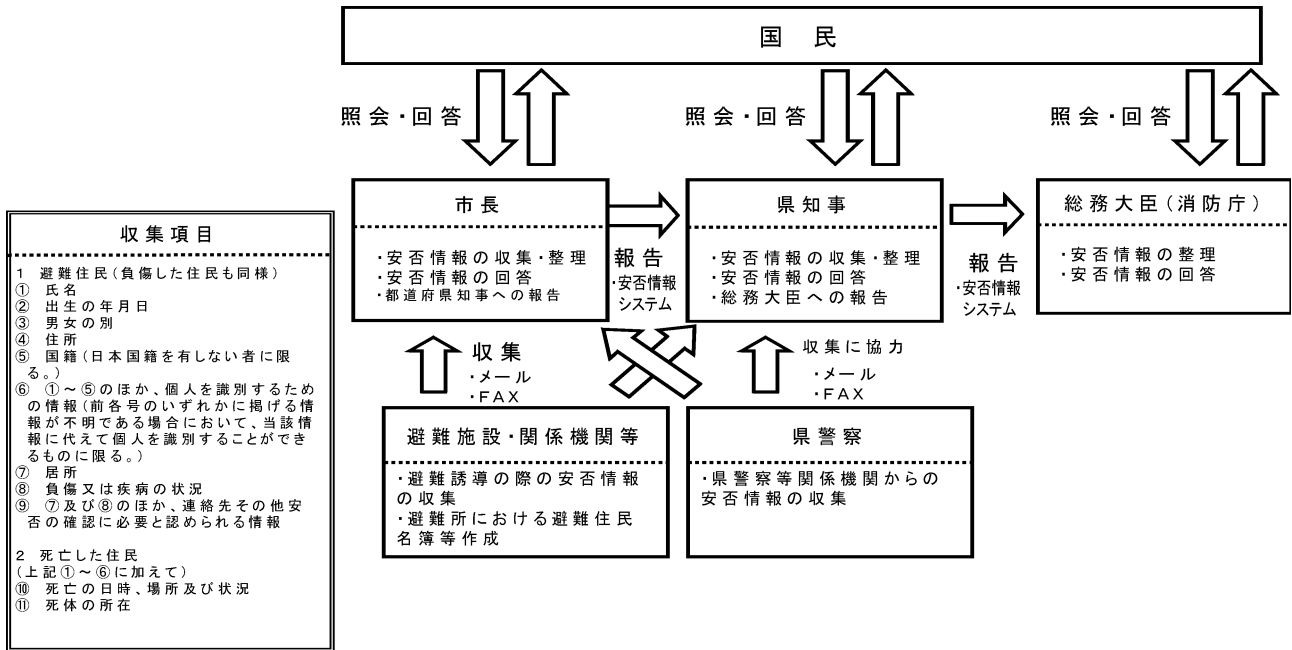 国　民
照会・回答
照会・回答
照会・回答
市長
・安否情報の収集・整理
・安否情報の回答
・都道府県知事への報告
報告
・安否情報
システム
県知事
・安否情報の収集・整理
・安否情報の回答
・総務大臣への報告
報告
・安否情報
システム
総務大臣(消防庁)
・安否情報の整理
・安否情報の回答
収集
・メール
・FAX
収集に協力
・メール
・FAX
避難施設・関係機関等
・避難誘導の際の安否情報
の収集
・避難所における避難住民
名簿等作成
県警察
・県警察等関係機関からの
安否情報の収集
収集項目
1　避難住民(負傷した住民も同様)
①　氏名
②　出生の年月日
③　男女の別
④　住所
⑤　国籍(日本国籍を有しない者に限
る。)
⑥　①～⑤のほか、個人を識別するため
の情報(前各号のいずれかに掲げる情
報が不明である場合において、当該情
報に代えて個人を識別することができ
るものに限る。)
⑦　居所
⑧　負傷又は疾病の状況
⑨　⑦及び⑧のほか、連絡先その他安
否の確認に必要と認められる情報
2　死亡した住民
(上記①～⑥に加えて)
⑩　死亡の日時、場所及び状況
⑪　死体の所在